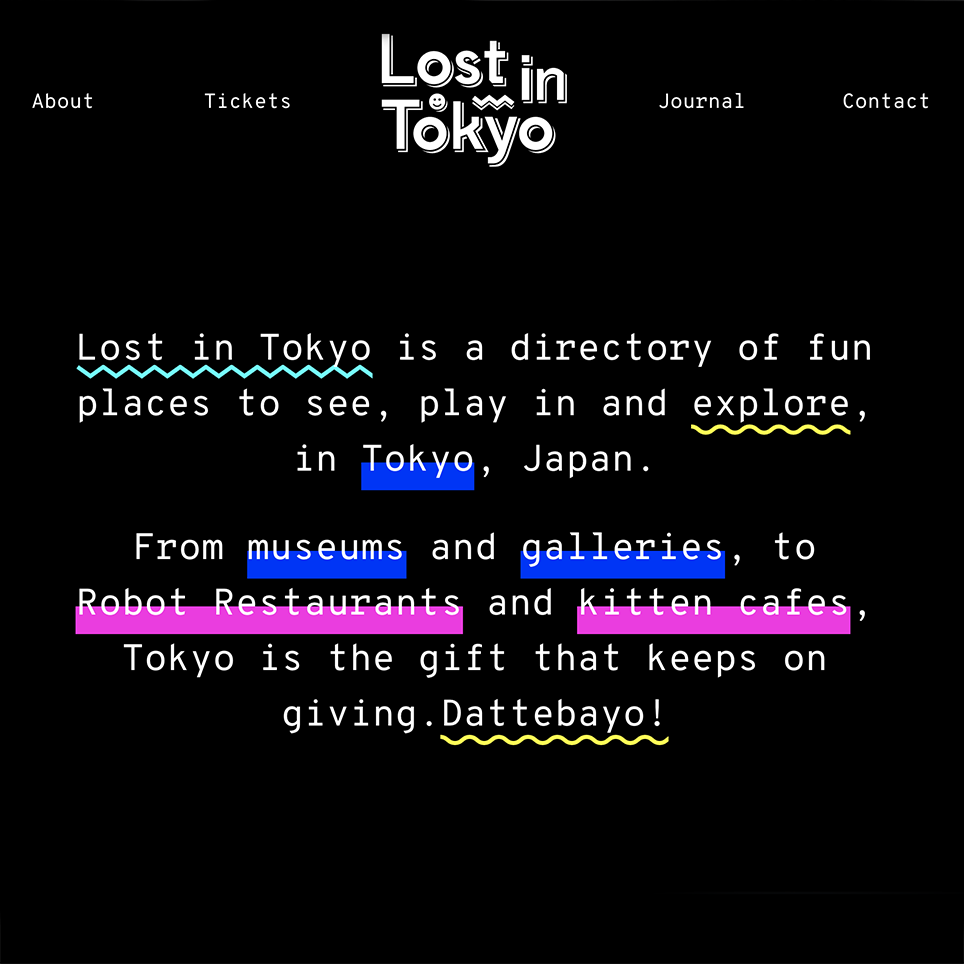 About
Tickets
Lost in
Tokyo
Journal
Contact
Lost in Tokyo is a directory of fun
places to see, play in and explore,
in Tokyo, Japan.
From museums and galleries, to
Robot Restaurants and kitten cafes,
Tokyo is the gift that keeps on
giving.Dattebayo!